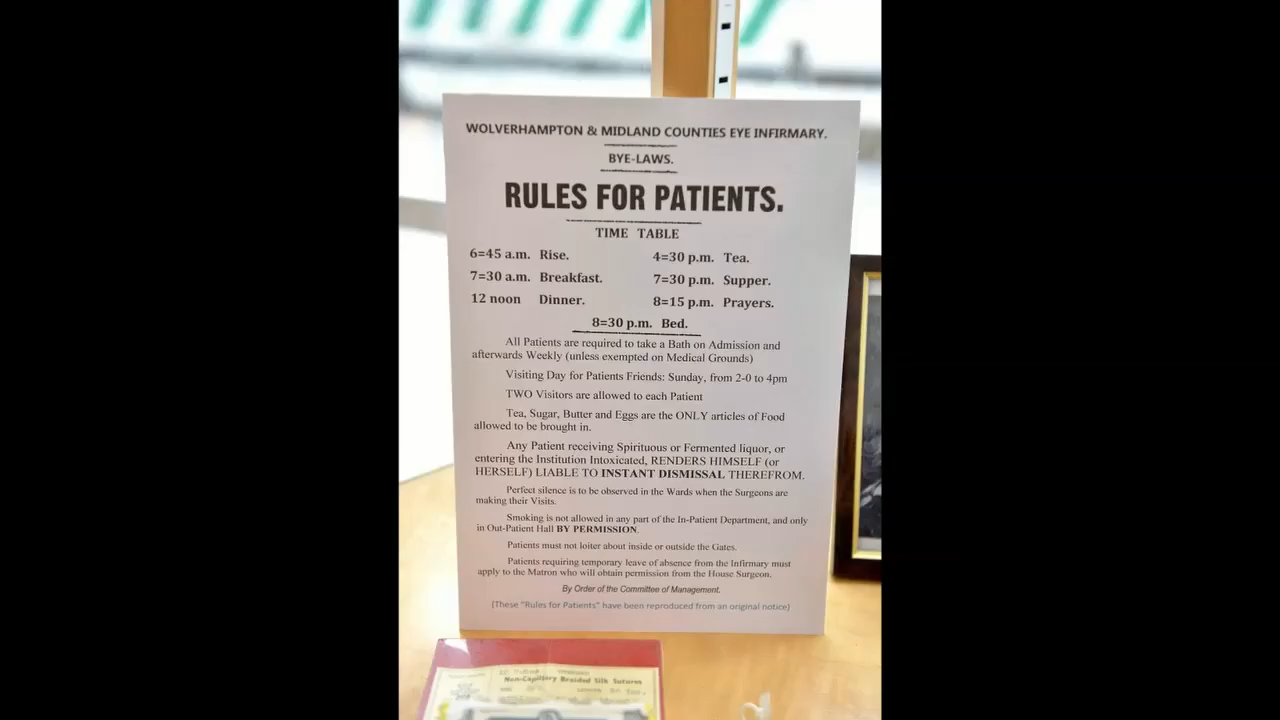 WOLVERHAMPTON & MIDLAND COUNTIES EYE INFIRMARY.
BYE-LAWS.
RULES FOR PATIENTS.
TIME TABLE
6=45 a.m. Rise. 4=30 p.m. Tea.
7=30 a.m. Breakfast. 7=30 p.m. Supper.
12 noon Dinner. 8=15 p.m. Prayers.
8=30 p.m. Bed.
All Patients are required to take a Bath on Admission and
afterwards Weekly (unless exempted on Medical Grounds)
Visiting Day for Patients Friends: Sunday, from 2-0 to 4pm
TWO Visitors are allowed to each Patient
Tea, Sugar, Butter and Eggs are the ONLY articles of Food
allowed to be brought in.
Any Patient receiving Spirituous or Fermented liquor, or
entering the Institution Intoxicated, RENDERS HIMSELF (or
HERSELF) LIABLE TO INSTANT DISMISSAL THEREFROM.
Perfect silence is to be observed in the Wards when the Surgeons are
making their Visits.
Smoking is not allowed in any part of the In-Patient Department, and only
in Out-Patient Hall BY PERMISSION.
Patients must not loiter about inside or outside the Gates.
Patients requiring temporary leave of absence from the Infirmary must
apply to the Matron who will obtain permission from the House Surgeon.
By Order of the Committee of Management.
[These "Rules for Patients" have been reproduced from an original notice]
Non-Capillary Braided Silk Sutures